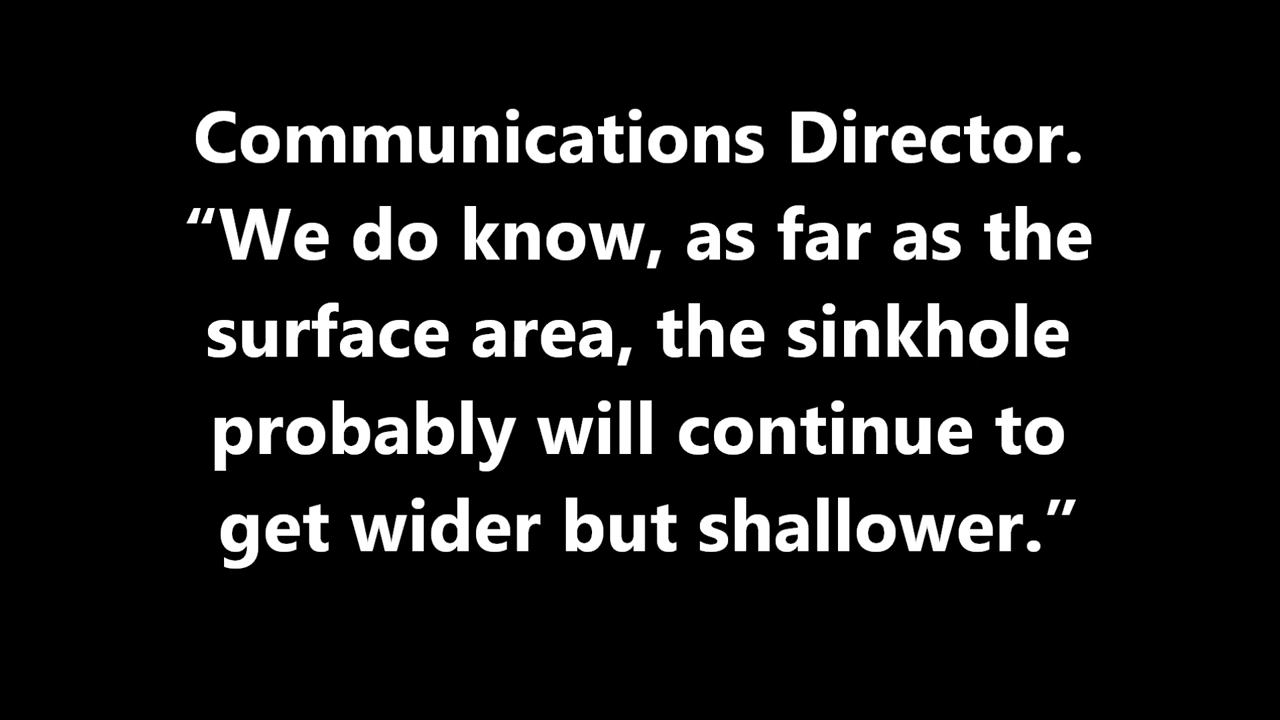 Communications Director.
“We do know, as far as the
surface area, the sinkhole
probably will continue to
get wider but shallower.”